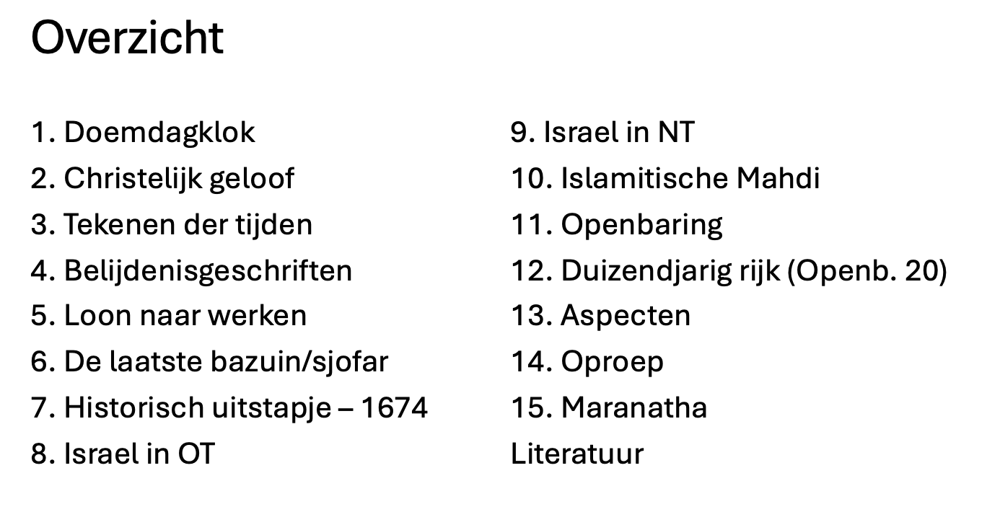 Overzicht
1. Doemdagklok
2. Christelijk geloof
3. Tekenen der tijden
4. Belijdenisgeschriften
5. Loon naar werken
6. De laatste bazuin/sjofar
7. Historisch uitstapje – 1674
8. Israel in OT
9. Israel in NT
10. Islamitische Mahdi
11. Openbaring
12. Duizendjarig rijk (Openb. 20)
13. Aspecten
14. Oproep
15. Maranatha
Literatuur